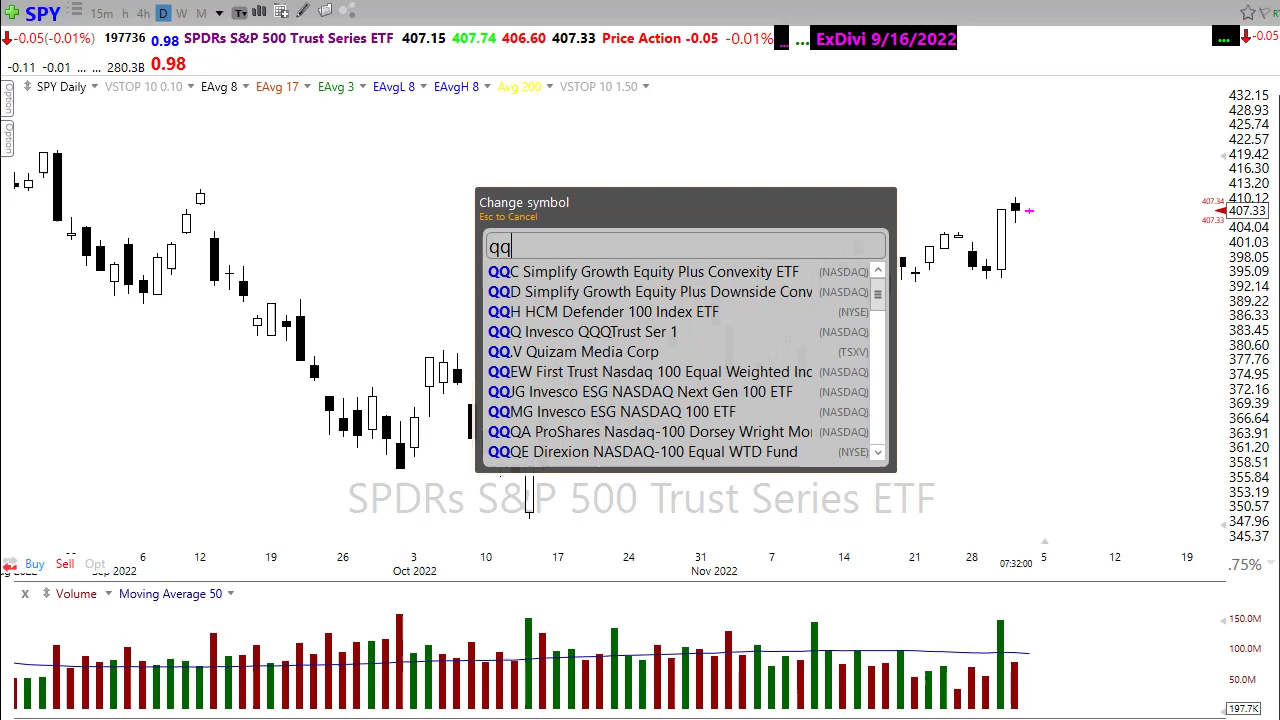 SPY 15m h 4h D W M T
-0.05(-0.01%) 197736 0.98 SPDRs S&P 500 Trust Series ETF 407.15 407.74 406.60 407.33 Price Action -0.05 -0.01% ... ... ExDivi 9/16/2022 ... -0.05
-0.11 -0.01 ... ... 280.3B 0.98
SPY Daily VSTOP 10 0.10 EAvg 8 EAvg 17 EAvg 3 EAvgL 8 EAvgH 8 Avg 200 VSTOP 10 1.50
Option
Option
432.15
428.93
425.74
422.57
419.42
416.30
413.20
410.12
407.34
407.33
407.33
404.04
401.03
398.05
395.09
392.14
389.22
386.33
383.45
380.60
377.76
374.95
372.16
369.39
366.64
363.91
361.20
358.51
355.84
353.19
350.57
347.96
345.37
Change symbol
Esc to Cancel
qq
QQC Simplify Growth Equity Plus Convexity ETF (NASDAQ)
QQD Simplify Growth Equity Plus Downside Conv (NASDAQ)
QQH HCM Defender 100 Index ETF (NYSE)
QQQ Invesco QQQTrust Ser 1 (NASDAQ)
QQ.V Quizam Media Corp (TSXV)
QQEW First Trust Nasdaq 100 Equal Weighted Inc (NASDAQ)
QQJG Invesco ESG NASDAQ Next Gen 100 ETF (NASDAQ)
QQMG Invesco ESG NASDAQ 100 ETF (NASDAQ)
QQQA ProShares Nasdaq-100 Dorsey Wright Mo (NASDAQ)
QQQE Direxion NASDAQ-100 Equal WTD Fund (NYSE)
SPDRs S&P 500 Trust Series ETF
6 12 19 26 3 10 17 24 31 7 14 21 28 5 12 19
Buy Sell Opt .75%
2022 Sep 2022 Oct 2022 Nov 2022 07:32:00
x Volume Moving Average 50
150.0M
100.0M
50.0M
197.7K